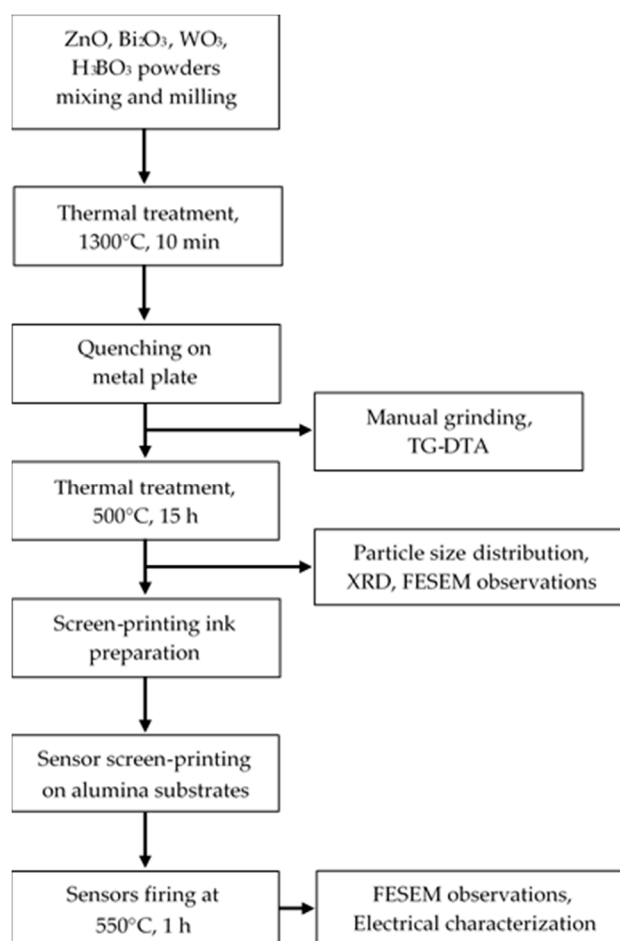 ZnO, Bi₂O₃, WO₃,
H₃BO₃ powders
mixing and milling
Thermal treatment,
1300°C, 10 min
Quenching on
metal plate
Manual grinding,
TG-DTA
Thermal treatment,
500°C, 15 h
Particle size distribution,
XRD, FESEM observations
Screen-printing ink
preparation
Sensor screen-printing
on alumina substrates
Sensors firing at
550°C, 1 h
FESEM observations,
Electrical characterization